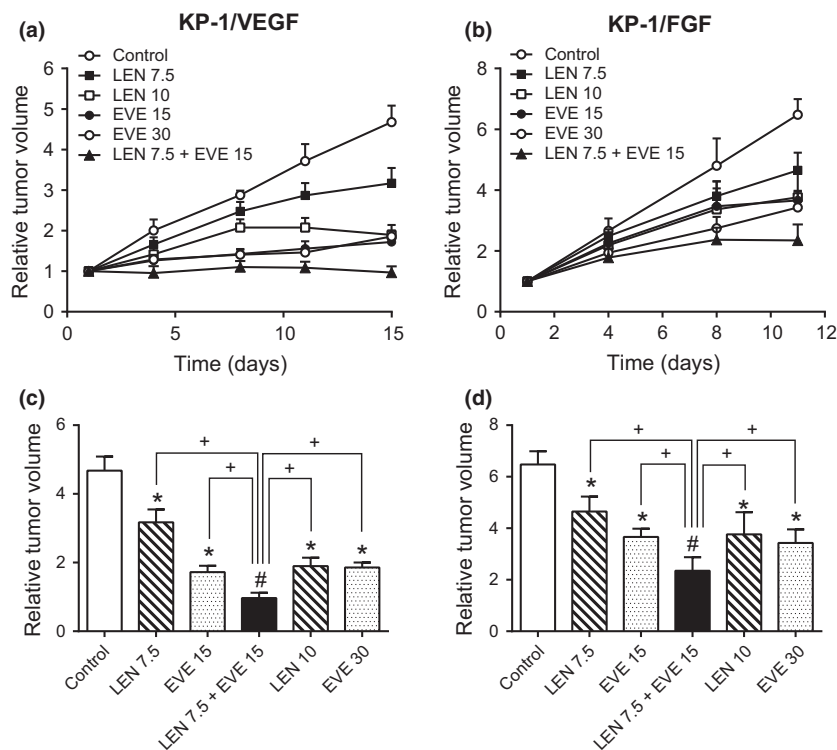 (a)
KP-1/VEGF
Control
LEN 7.5
LEN 10
EVE 15
EVE 30
LEN 7.5 + EVE 15
Relative tumor volume
6
5
4
3
2
1
0
0 5 10 15
Time (days)
(b)
KP-1/FGF
Control
LEN 7.5
LEN 10
EVE 15
EVE 30
LEN 7.5 + EVE 15
Relative tumor volume
8
6
4
2
0
0 2 4 6 8 10 12
Time (days)
(c)
Relative tumor volume
6
4
2
0
+ +
+ +
* * # * *
Control
LEN 7.5
EVE 15
LEN 7.5 + EVE 15
LEN 10
EVE 30
(d)
Relative tumor volume
8
6
4
2
0
+ +
+ +
* * # * *
Control
LEN 7.5
EVE 15
LEN 7.5 + EVE 15
LEN 10
EVE 30